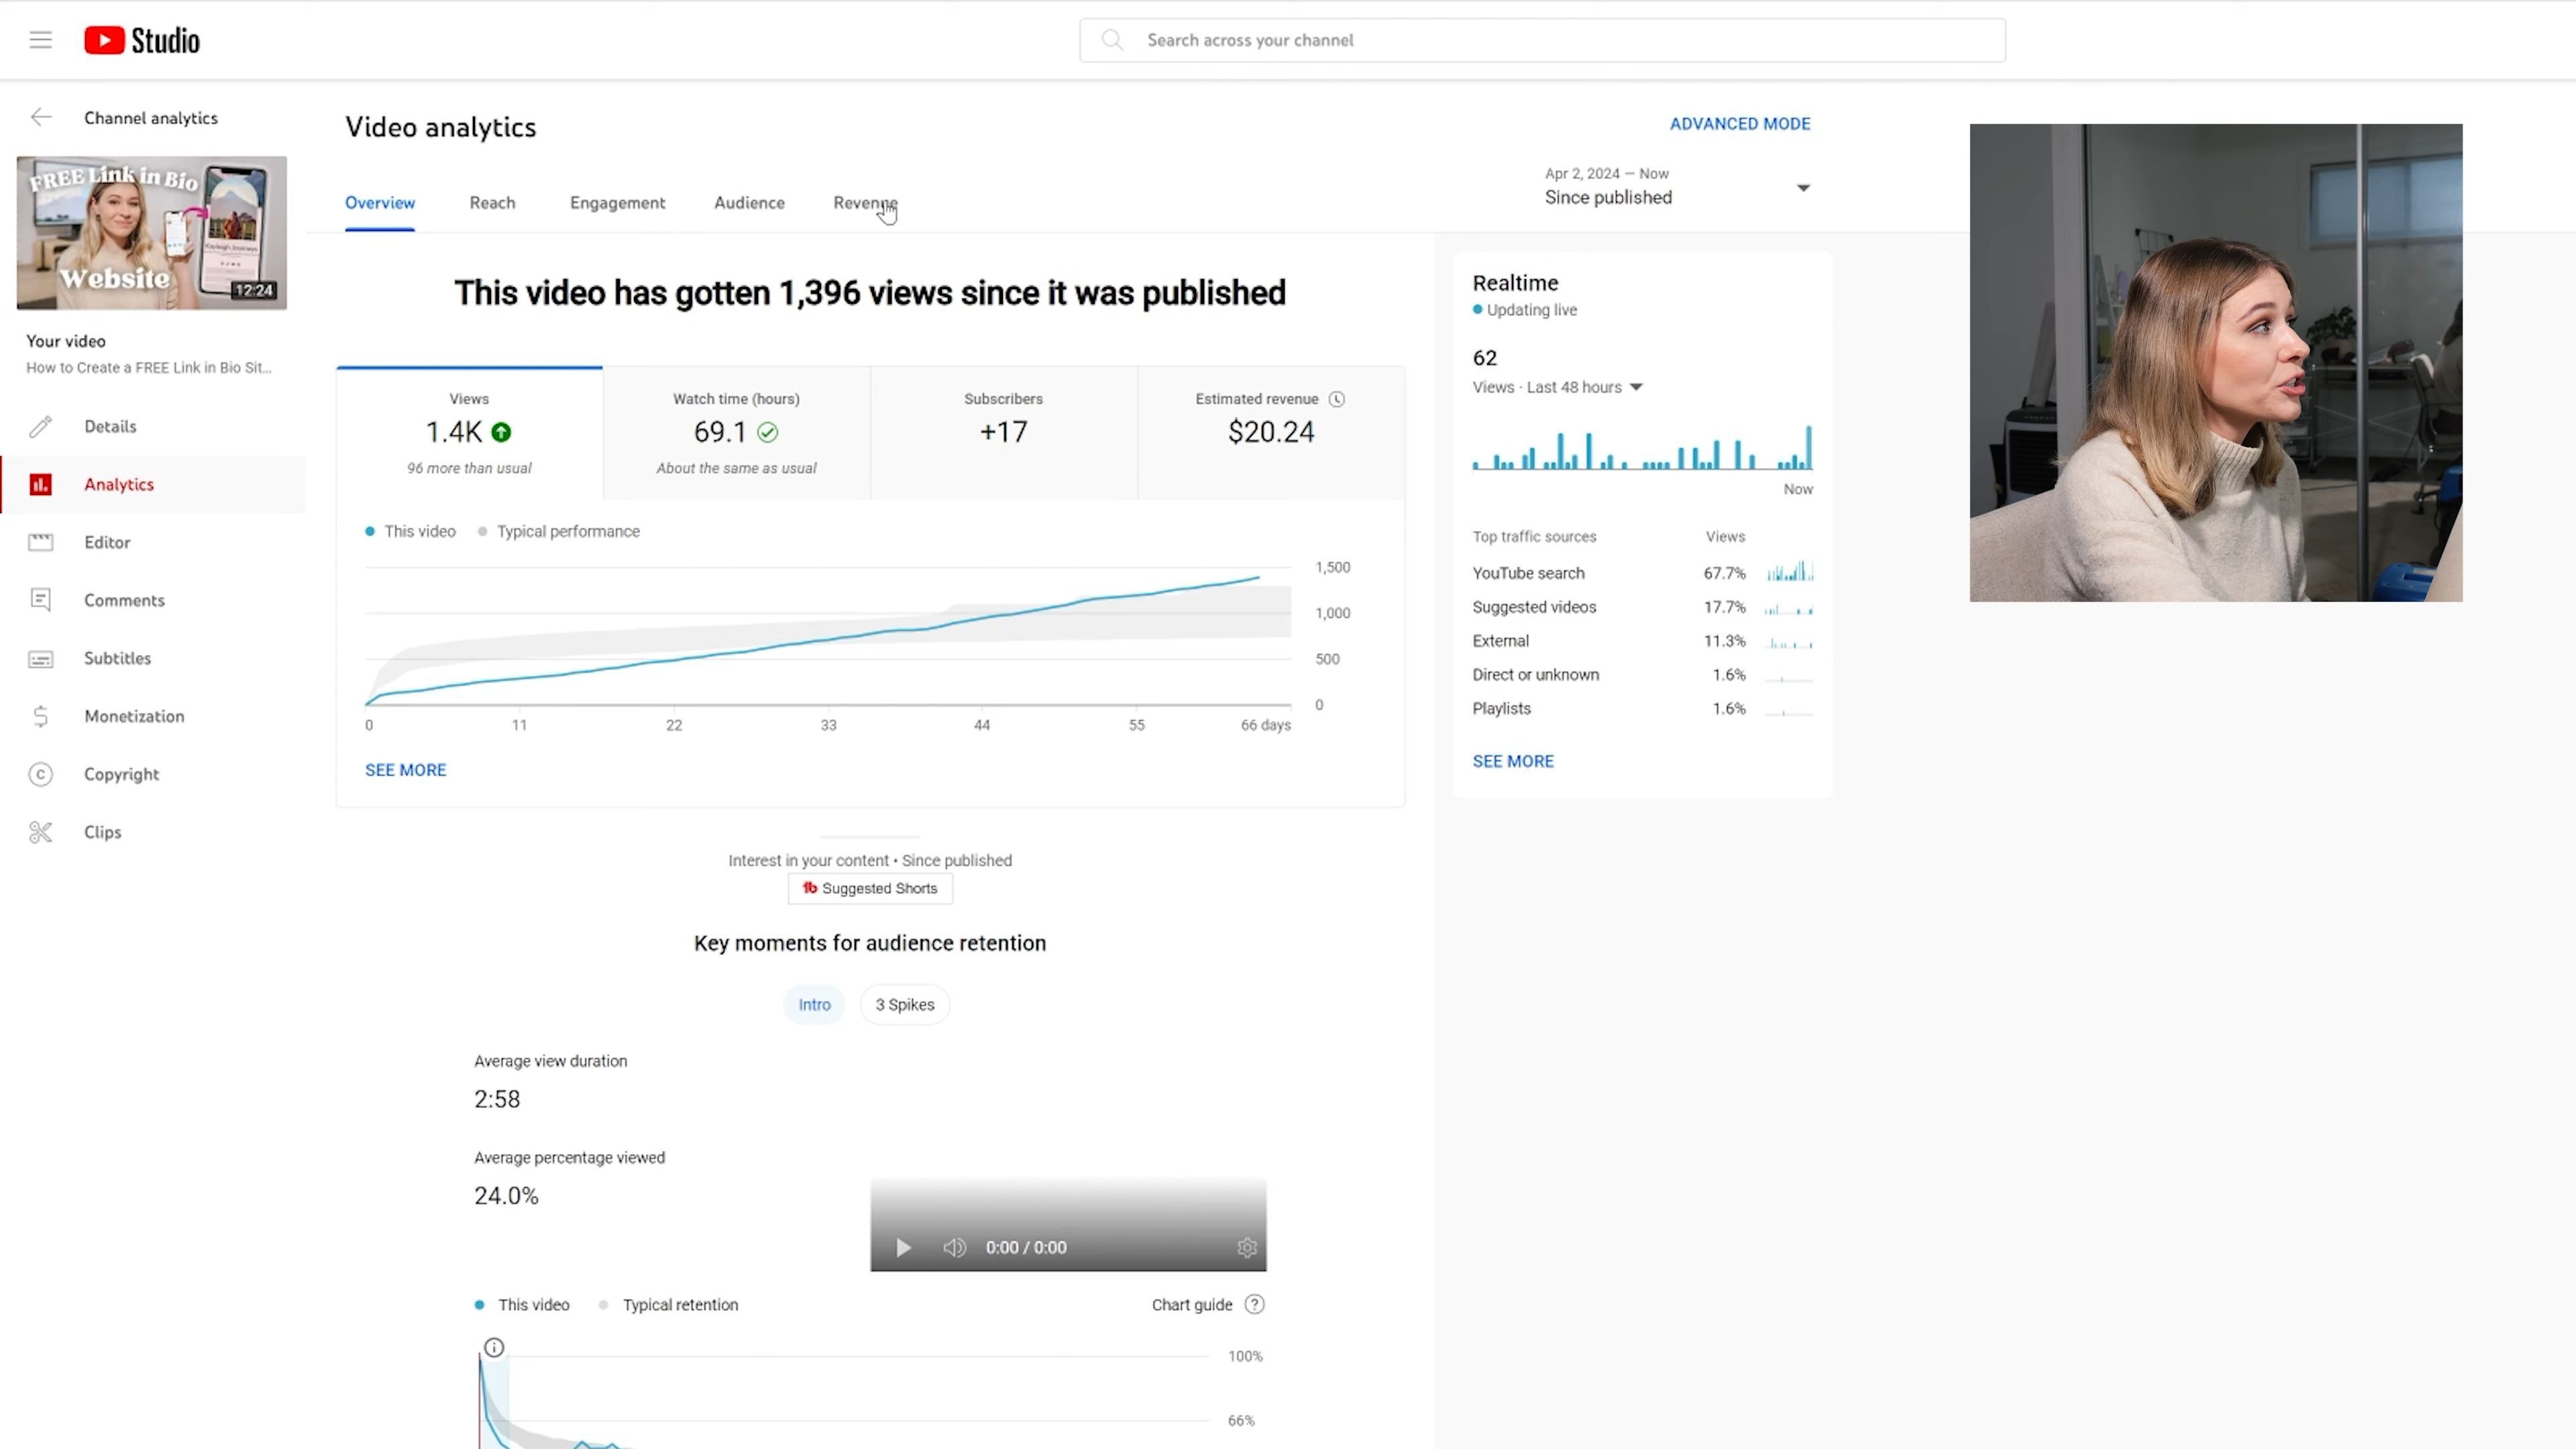 Studio
Search across your channel
Channel analytics
FREE Link in Bio
Website
12:24
Your video
How to Create a FREE Link in Bio Sit...
Details
Analytics
Editor
Comments
Subtitles
Monetization
Copyright
Clips
Video analytics
ADVANCED MODE
Overview
Reach
Engagement
Audience
Revenue
Apr 2, 2024 – Now
Since published
This video has gotten 1,396 views since it was published
Views
1.4K
96 more than usual
Watch time (hours)
69.1
About the same as usual
Subscribers
+17
Estimated revenue
$20.24
This video
Typical performance
1,500
1,000
500
0
0 11 22 33 44 55 66 days
SEE MORE
Interest in your content • Since published
Suggested Shorts
Key moments for audience retention
Intro
3 Spikes
Average view duration
2:58
Average percentage viewed
24.0%
0:00 / 0:00
This video
Typical retention
Chart guide
100%
66%
Realtime
Updating live
62
Views · Last 48 hours
Now
Top traffic sources Views
YouTube search 67.7%
Suggested videos 17.7%
External 11.3%
Direct or unknown 1.6%
Playlists 1.6%
SEE MORE